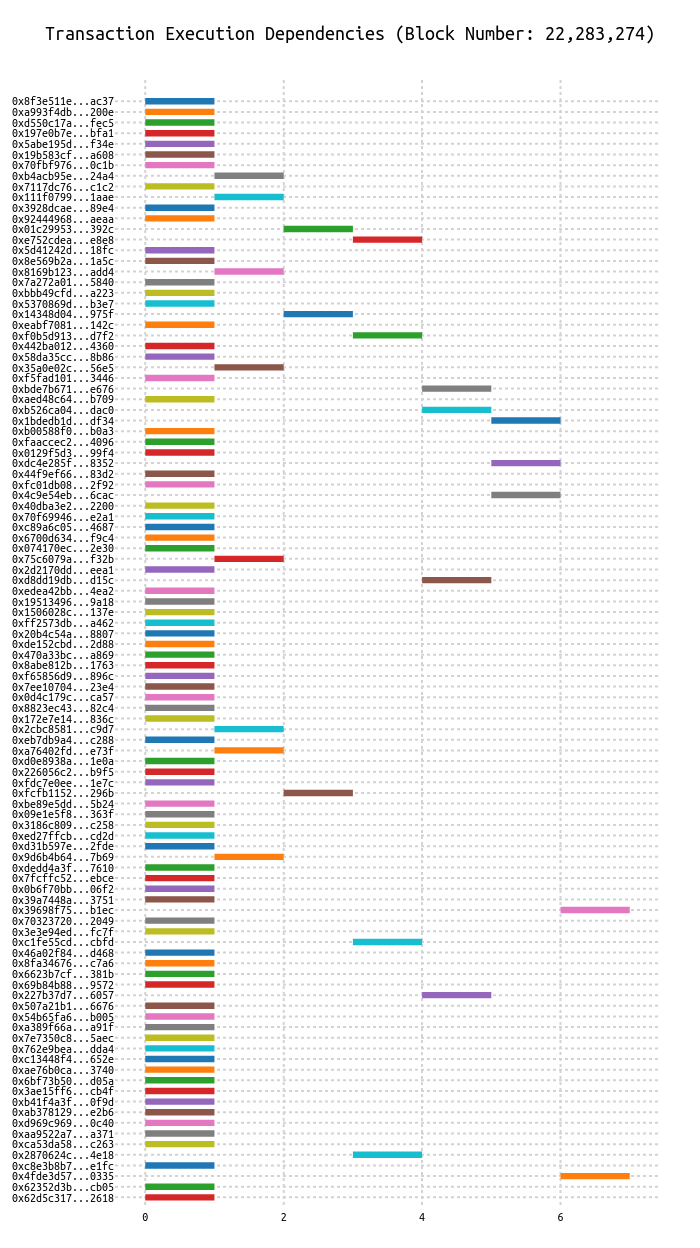 Transaction Execution Dependencies (Block Number: 22,283,274)
0x8f3e511e...ac37
0xa993f4db...200e
0xd550c17a...fec5
0x197e0b7e...bfa1
0x5abe195d...f34e
0x19b583cf...a608
0x70fbf976...0c1b
0xb4acb95e...24a4
0x7117dc76...c1c2
0x111f0799...1aae
0x3928dcae...89e4
0x92444968...aeaa
0x01c29953...392c
0xe752cdea...e8e8
0x5d41242d...18fc
0x8e569b2a...1a5c
0x8169b123...add4
0x7a272a01...5840
0xbbb49cfd...a223
0x5370869d...b3e7
0x14348d04...975f
0xeabf7081...142c
0xf0b5d913...d7f2
0x442ba012...4360
0x58da35cc...8b86
0x35a0e02c...56e5
0xf5fad101...3446
0xbde7b671...e676
0xaed48c64...b709
0xb526ca04...dac0
0x1bdedb1d...df34
0xb00588f0...b0a3
0xfaaccec2...4096
0x0129f5d3...99f4
0xdc4e285f...8352
0x44f9ef66...83d2
0xfc01db08...2f92
0x4c9e54eb...6cac
0x40dba3e2...2200
0x70f69946...e2a1
0xc89a6c05...4687
0x6700d634...f9c4
0x074170ec...2e30
0x75c6079a...f32b
0x2d2170dd...eea1
0xd8dd19db...d15c
0xedea42bb...4ea2
0x19513496...9a18
0x1506028c...137e
0xff2573db...a462
0x20b4c54a...8807
0xde152cbd...2d88
0x470a33bc...a869
0x8abe812b...1763
0xf65856d9...896c
0x7ee10704...23e4
0x0d4c179c...ca57
0x8823ec43...82c4
0x172e7e14...836c
0x2cbc8581...c9d7
0xeb7db9a4...c288
0xa76402fd...e73f
0xd0e8938a...1e0a
0x226056c2...b9f5
0xfdc7e0ee...1e7c
0xfcfb1152...296b
0xbe89e5dd...5b24
0x09e1e5f8...363f
0x3186c809...c258
0xed27ffcb...cd2d
0xd31b597e...2fde
0x9d6b4b64...7b69
0xdedd4a3f...7610
0x7fcffc52...ebce
0x0b6f70bb...06f2
0x39a7448a...3751
0x39698f75...b1ec
0x70323720...2049
0x3e3e94ed...fc7f
0xc1fe55cd...cbfd
0x46a02f84...d468
0x8fa34676...c7a6
0x6623b7cf...381b
0x69b84b88...9572
0x227b37d7...6057
0x507a21b1...6676
0x54b65fa6...b005
0xa389f66a...a91f
0x7e7350c8...5aec
0x762e9bea...dda4
0xc13448f4...652e
0xae76b0ca...3740
0x6bf73b50...d05a
0x3ae15ff6...cb4f
0xb41f4a3f...0f9d
0xab378129...e2b6
0xd969c969...0c40
0xaa9522a7...a371
0xca53da58...c263
0x2870624c...4e18
0xc8e3b8b7...e1fc
0x4fde3d57...0335
0x62352d3b...cb05
0x62d5c317...2618
0 2 4 6